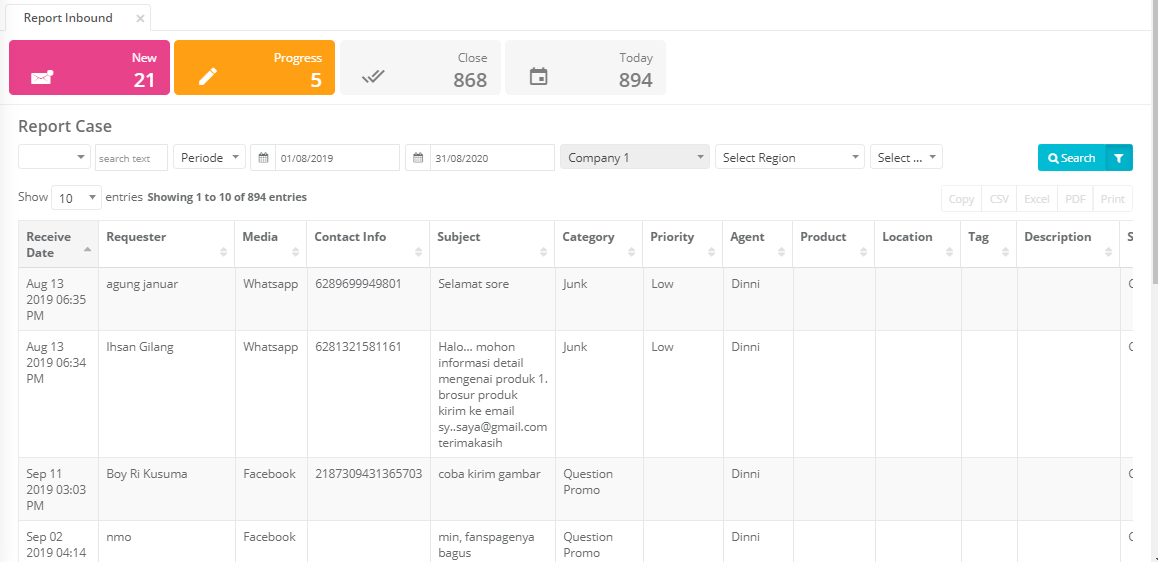 Report Inbound
New
21
Progress
5
Close
868
Today
894
Report Case
search text Periode 01/08/2019 31/08/2020 Company 1 Select Region Select ... Search
Show 10 entries Showing 1 to 10 of 894 entries Copy CSV Excel PDF Print
Receive Date Requester Media Contact Info Subject Category Priority Agent Product Location Tag Description S
Aug 13 agung januar Whatsapp 6289699949801 Selamat sore Junk Low Dinni
2019 06:35
PM
Aug 13 Ihsan Gilang Whatsapp 6281321581161 Halo... mohon Junk Low Dinni
2019 06:34 informasi detail
PM mengenai produk 1.
brosur produk
kirim ke email
sy..saya@gmail.com
terimakasih
Sep 11 Boy Ri Kusuma Facebook 2187309431365703 coba kirim gambar Question Dinni
2019 03:03 Promo
PM
Sep 02 nmo Facebook min, fanspagenya Question Dinni
2019 04:14 bagus Promo